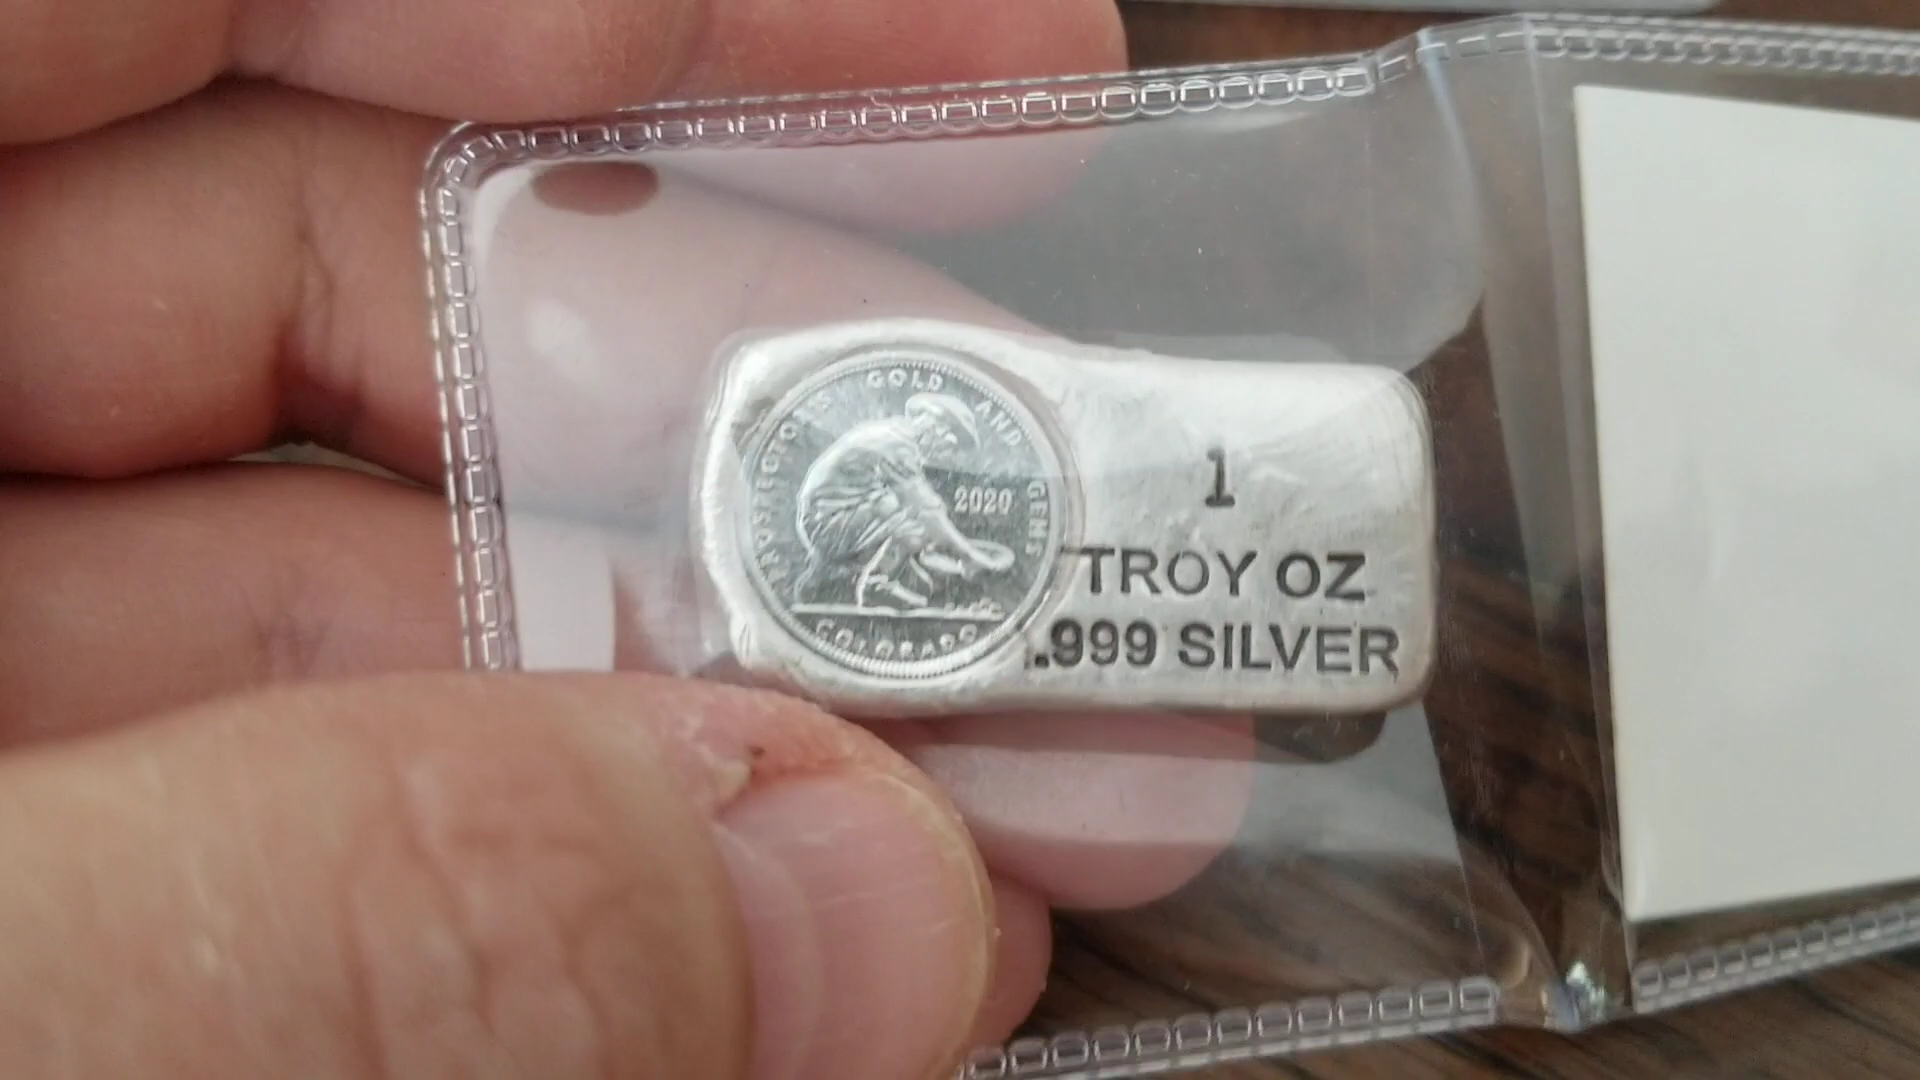 PROSPECTORS GOLD AND GEMS
2020
COLORADO
1
TROY OZ
.999 SILVER